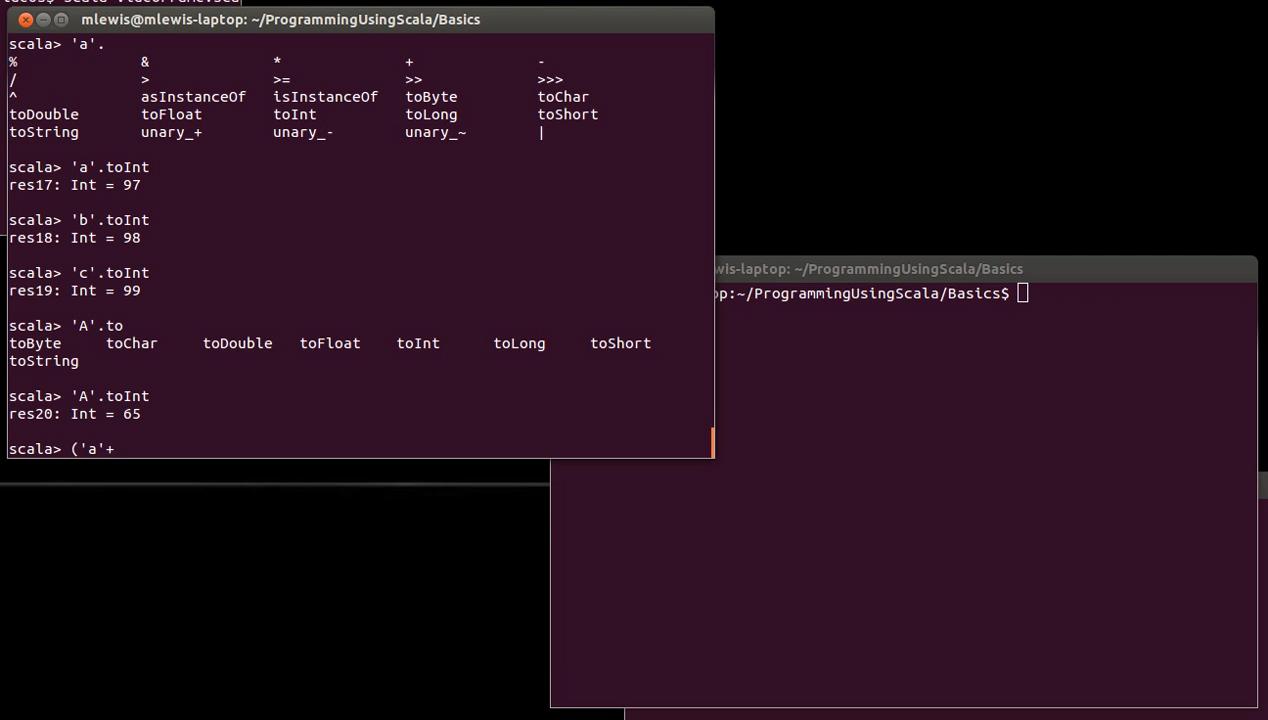 mlewis@mlewis-laptop: ~/ProgrammingUsingScala/Basics
scala> 'a'.
% & * + -
/ > >= >> >>>
^ asInstanceOf isInstanceOf toByte toChar
toDouble toFloat toInt toLong toShort
toString unary_+ unary_- unary_~ |
scala> 'a'.toInt
res17: Int = 97
scala> 'b'.toInt
res18: Int = 98
scala> 'c'.toInt
res19: Int = 99
scala> 'A'.to
toByte toChar toDouble toFloat toInt toLong toShort
toString
scala> 'A'.toInt
res20: Int = 65
scala> ('a'+
wis-laptop: ~/ProgrammingUsingScala/Basics
op:~/ProgrammingUsingScala/Basics$